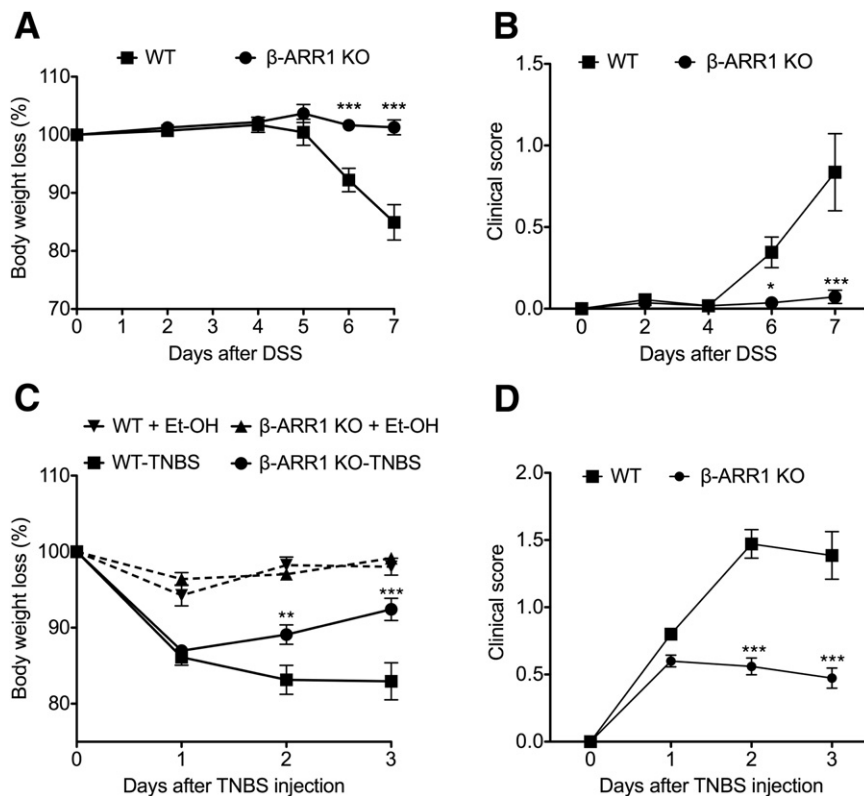 A
WT β-ARR1 KO
110
100
90
80
70
Body weight loss (%)
***
***
0 1 2 3 4 5 6 7
Days after DSS
B
WT β-ARR1 KO
1.5
1.0
0.5
0.0
Clinical score
*
***
0 2 4 6 7
Days after DSS
C
WT + Et-OH β-ARR1 KO + Et-OH
WT-TNBS β-ARR1 KO-TNBS
110
100
90
80
Body weight loss (%)
**
***
0 1 2 3
Days after TNBS injection
D
WT β-ARR1 KO
2.0
1.5
1.0
0.5
0.0
Clinical score
***
***
0 1 2 3
Days after TNBS injection